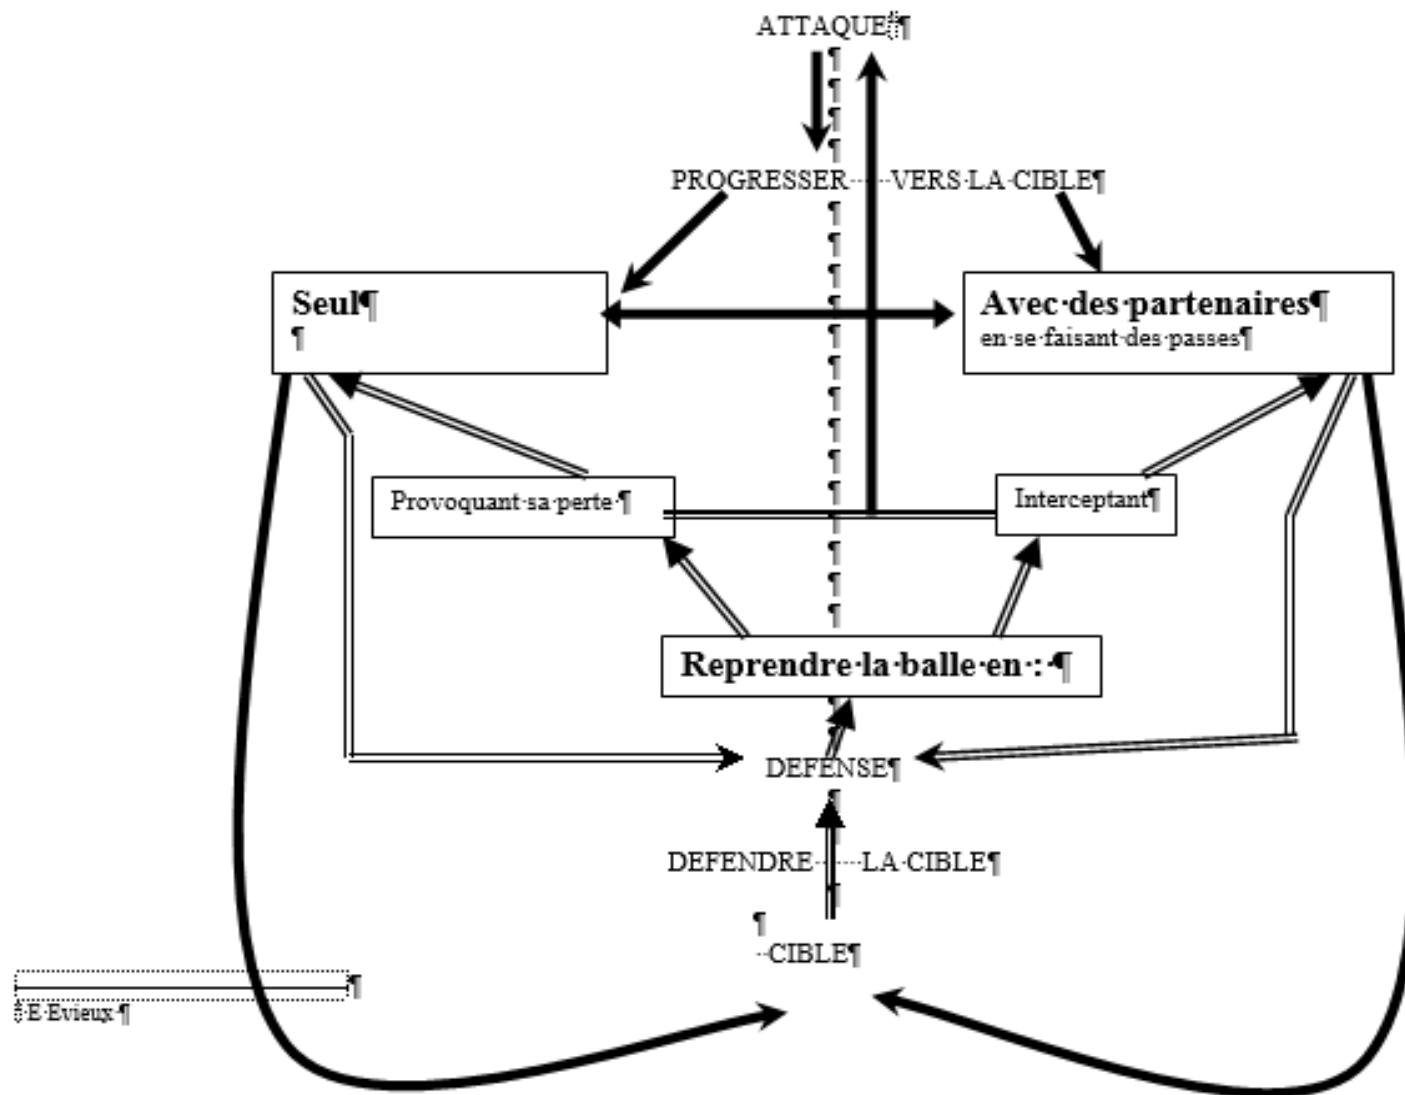 ATTAQUE¶
PROGRESSER VERS LA CIBLE¶
Seul¶
¶
Avec des partenaires¶
en se faisant des passes¶
Provoquant sa perte ¶
Interceptant¶
Reprendre la balle en : ¶
DEFENSE¶
DEFENDRE LA CIBLE¶
¶
CIBLE¶
¶
E Evieux ¶